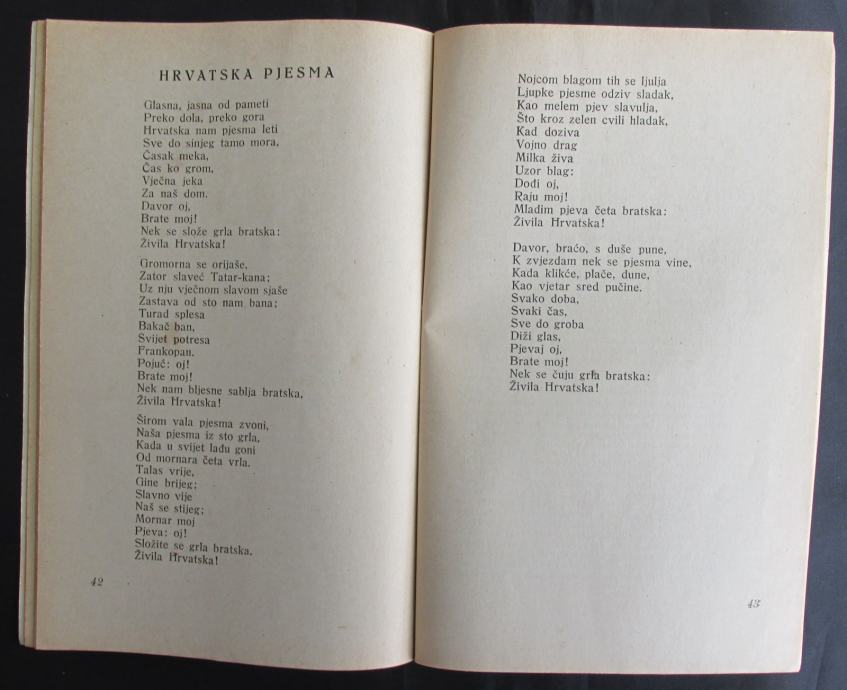 HRVATSKA PJESMA
Glasna, jasna od pameti
Preko dola, preko gora
Hrvatska nam pjesma leti
Sve do sinjeg tamo mora,
Časak meka,
Čas ko grom,
Vječna jeka
Za naš dom.
Davor oj,
Brate moj!
Nek se slože grla bratska:
Živila Hrvatska!
Gromorna se orijaše,
Zator slaveć Tatar-kana;
Uz nju vječnom slavom sjaše
Zastava od sto nam bana;
Turad splesa
Bakač ban,
Svijet potresa
Frankopan.
Pojuć: oj!
Brate moj!
Nek nam bljesne sablja bratska,
Živila Hrvatska!
Širom vala pjesma zvoni,
Naša pjesma iz sto grla,
Kada u svijet lađu goni
Od mornara četa vrla.
Talas vrije,
Gine brijeg;
Slavno vije
Naš se stijeg;
Mornar moj
Pjeva: oj!
Složite se grla bratska,
Živila Hrvatska!
42
Nojcom blagom tih se ljulja
Ljupke pjesme odziv sladak,
Kao melem pjev slavulja,
Što kroz zelen cvili hladak,
Kad doziva
Vojno drag
Milka živa
Uzor blag:
Dođi oj,
Raju moj!
Mladim pjeva četa bratska:
Živila Hrvatska!
Davor, braćo, s duše pune,
K zvjezdam nek se pjesma vine,
Kada klikće, plače, dune,
Kao vjetar sred pučine.
Svako doba,
Svaki čas,
Sve do groba
Diži glas,
Pjevaj oj,
Brate moj!
Nek se čuju grla bratska:
Živila Hrvatska!
43